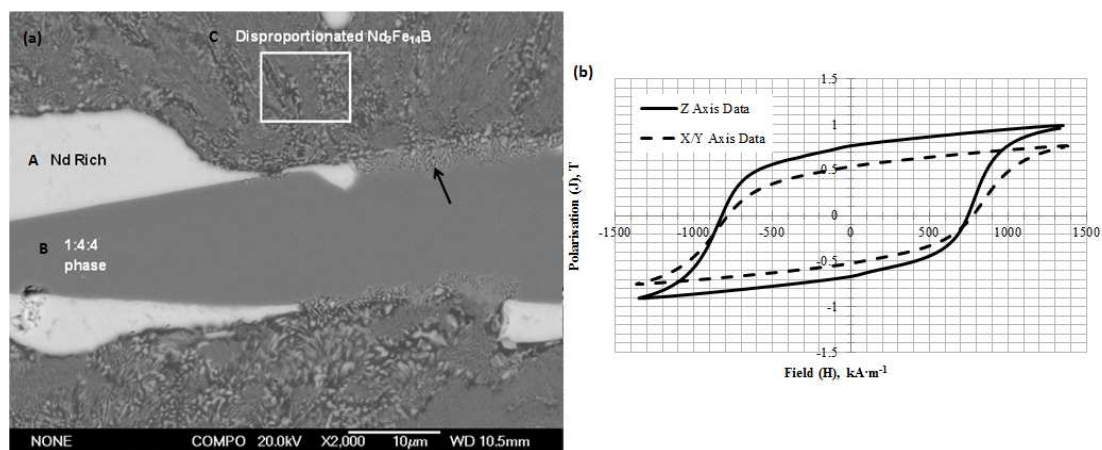 (a)
C Disproportionated Nd₂Fe₁₄B
A Nd Rich
B 1:4:4
phase
NONE COMPO 20.0kV X2,000 10µm WD 10.5mm
(b)
Z Axis Data
X/Y Axis Data
1.5
1
0.5
0
-0.5
-1
-1.5
-1500 -1000 -500 0 500 1000 1500
Polarisation (J), T
Field (H), kA·m⁻¹